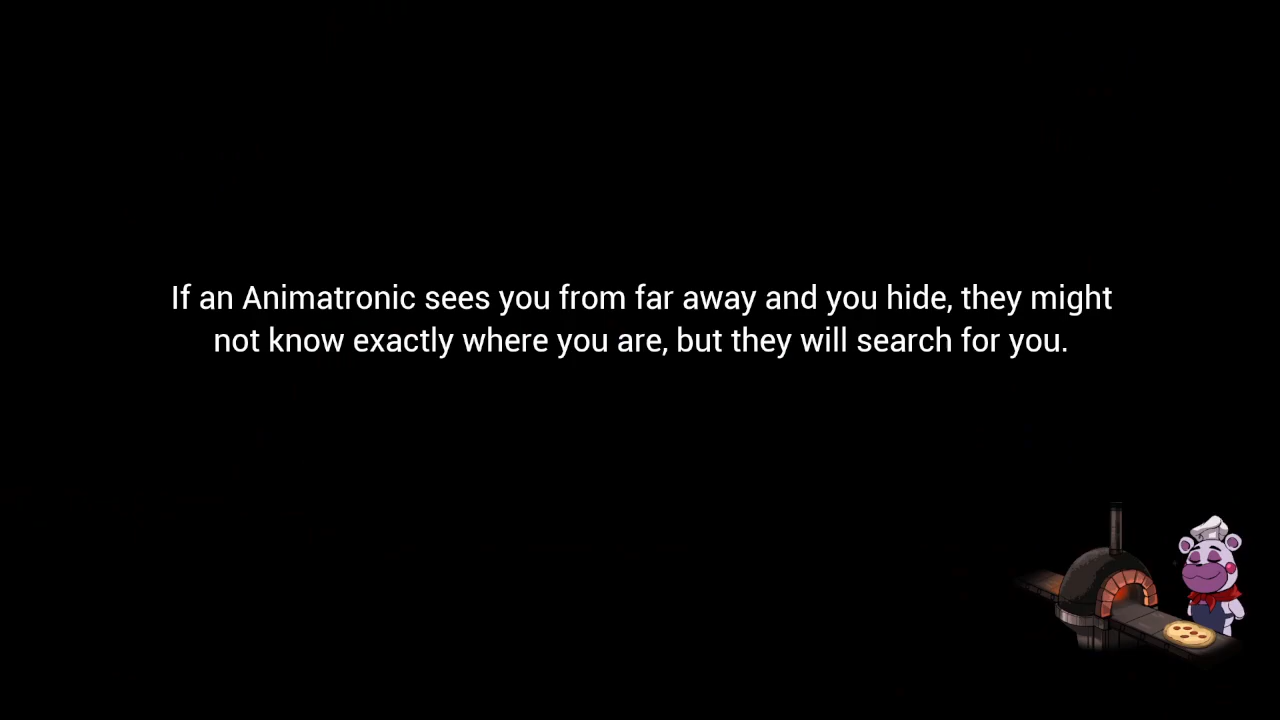 If an Animatronic sees you from far away and you hide, they might
not know exactly where you are, but they will search for you.